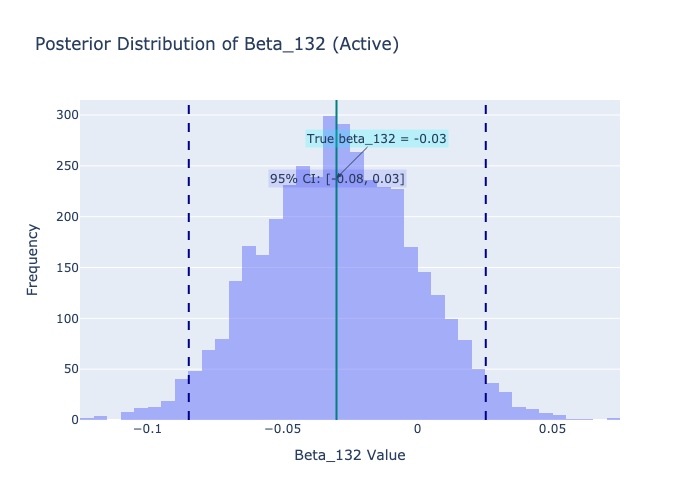 Posterior Distribution of Beta_132 (Active)
300
True beta_132 = -0.03
250
95% CI: [-0.08, 0.03]
200
150
100
50
0
Frequency
−0.1
−0.05
0
0.05
Beta_132 Value